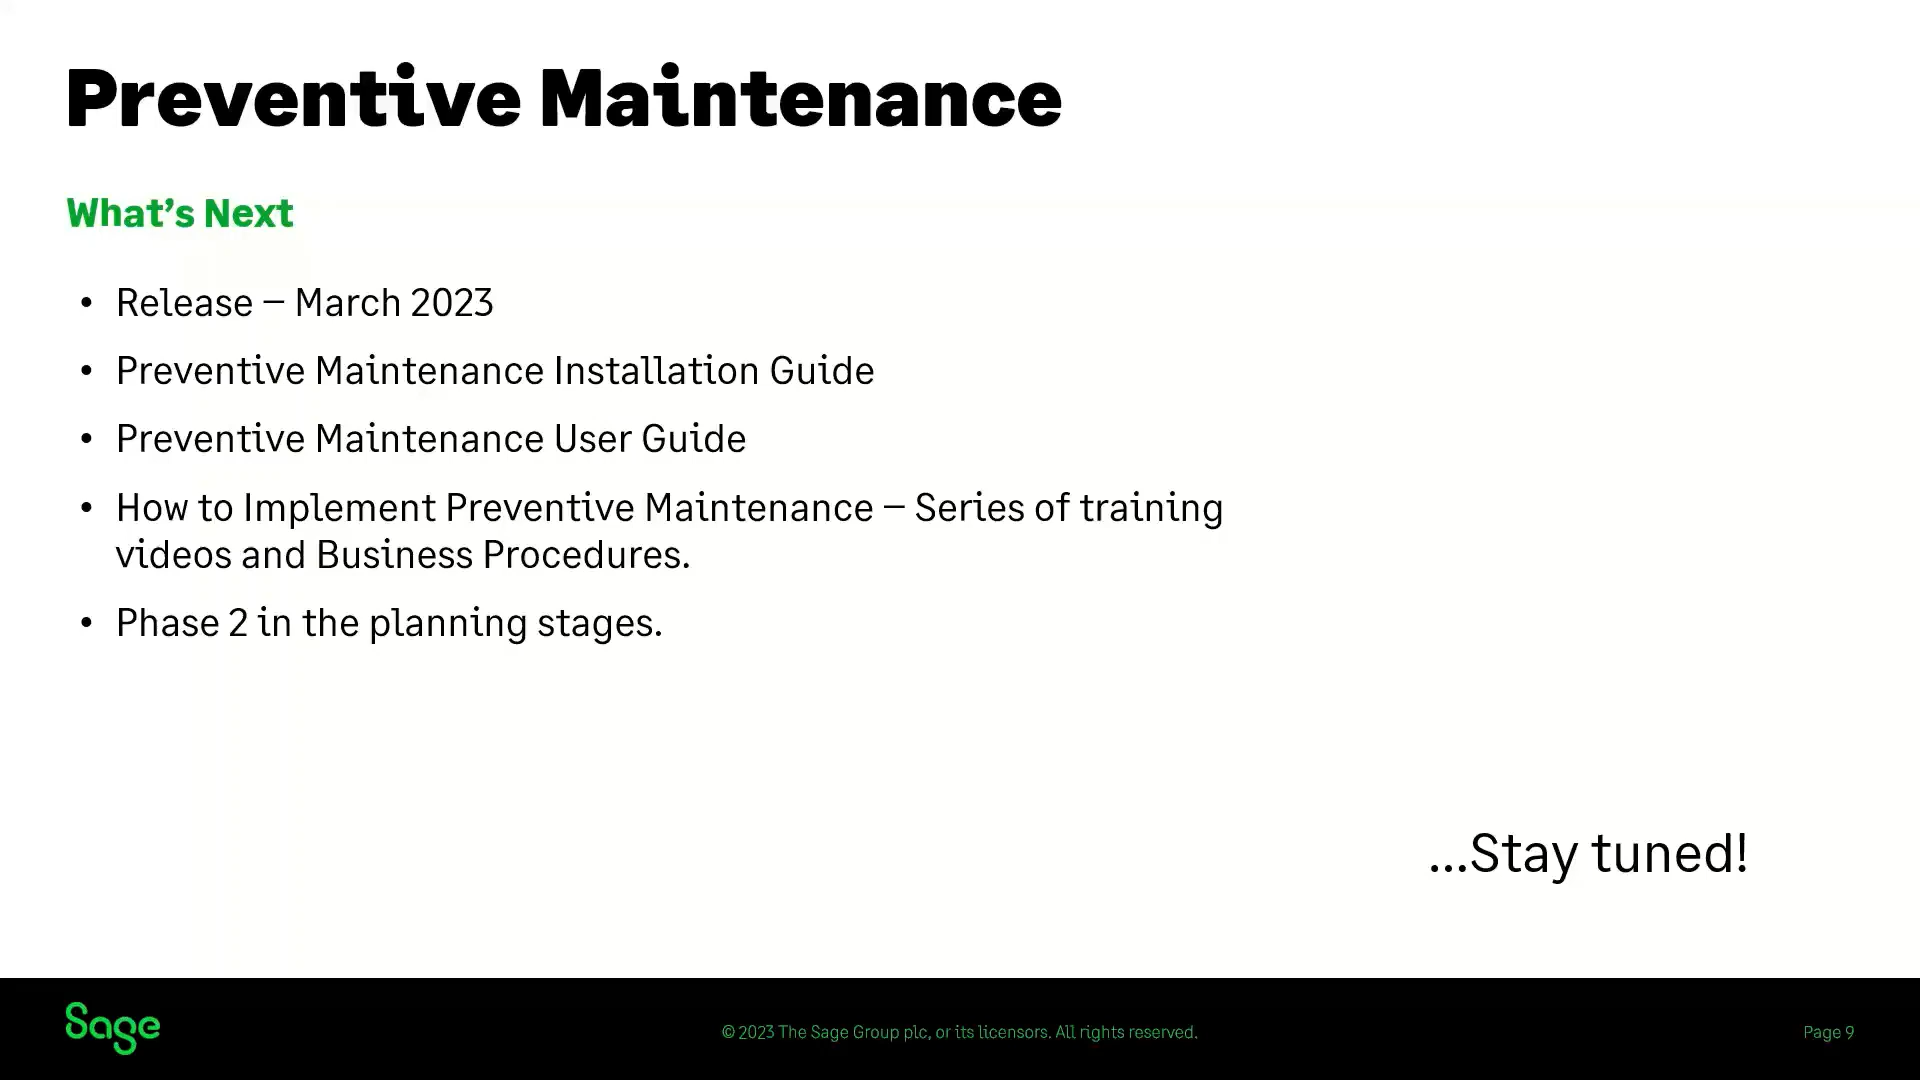 Preventive Maintenance
What's Next
• Release – March 2023
• Preventive Maintenance Installation Guide
• Preventive Maintenance User Guide
• How to Implement Preventive Maintenance – Series of training
videos and Business Procedures.
• Phase 2 in the planning stages.
...Stay tuned!
Sage
© 2023 The Sage Group plc, or its licensors. All rights reserved.
Page 9